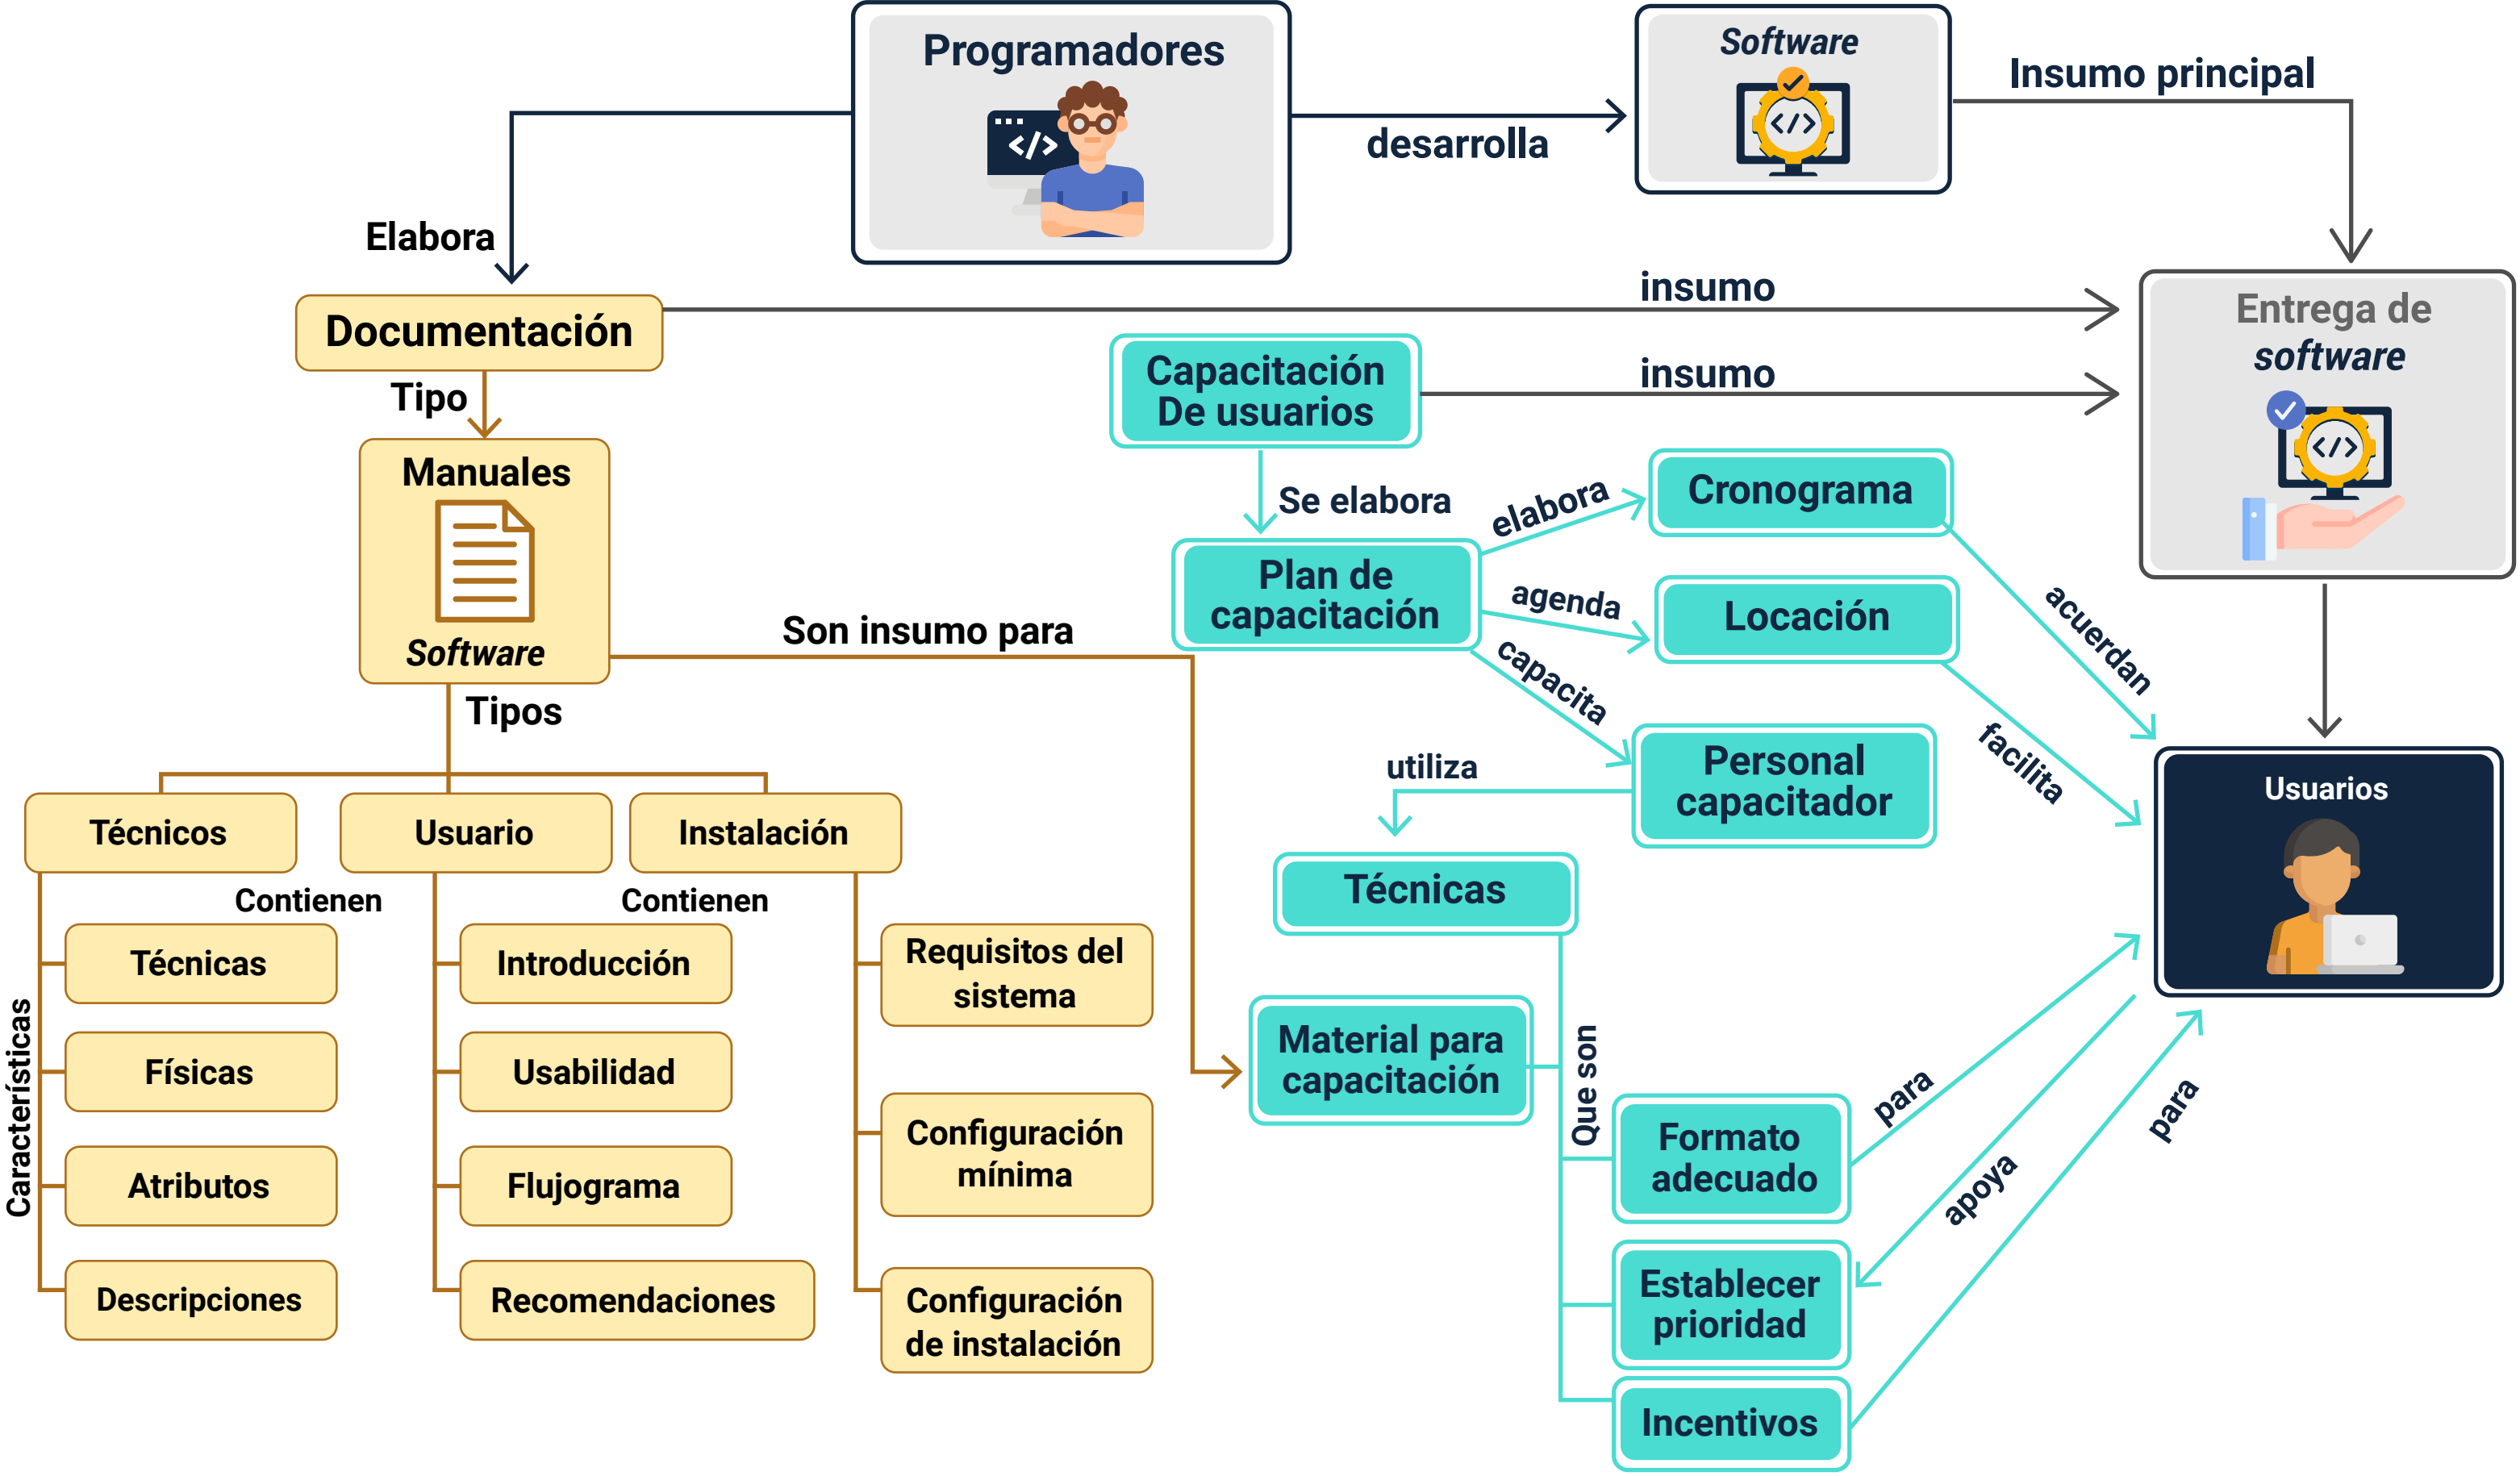 Programadores
Software
Insumo principal
desarrolla
Elabora
Documentación
insumo
Entrega de
software
Capacitación
De usuarios
insumo
Tipo
Manuales
Software
Se elabora
elabora
Cronograma
Plan de
capacitación
agenda
Locación
acuerdan
Son insumo para
capacita
facilita
Tipos
Personal
capacitador
utiliza
Usuarios
Técnicos
Usuario
Instalación
Técnicas
Contienen
Contienen
Características
Técnicas
Físicas
Atributos
Descripciones
Introducción
Usabilidad
Flujograma
Recomendaciones
Requisitos del
sistema
Configuración
mínima
Configuración
de instalación
Material para
capacitación
Que son
Formato
adecuado
para
Establecer
prioridad
apoya
Incentivos
para